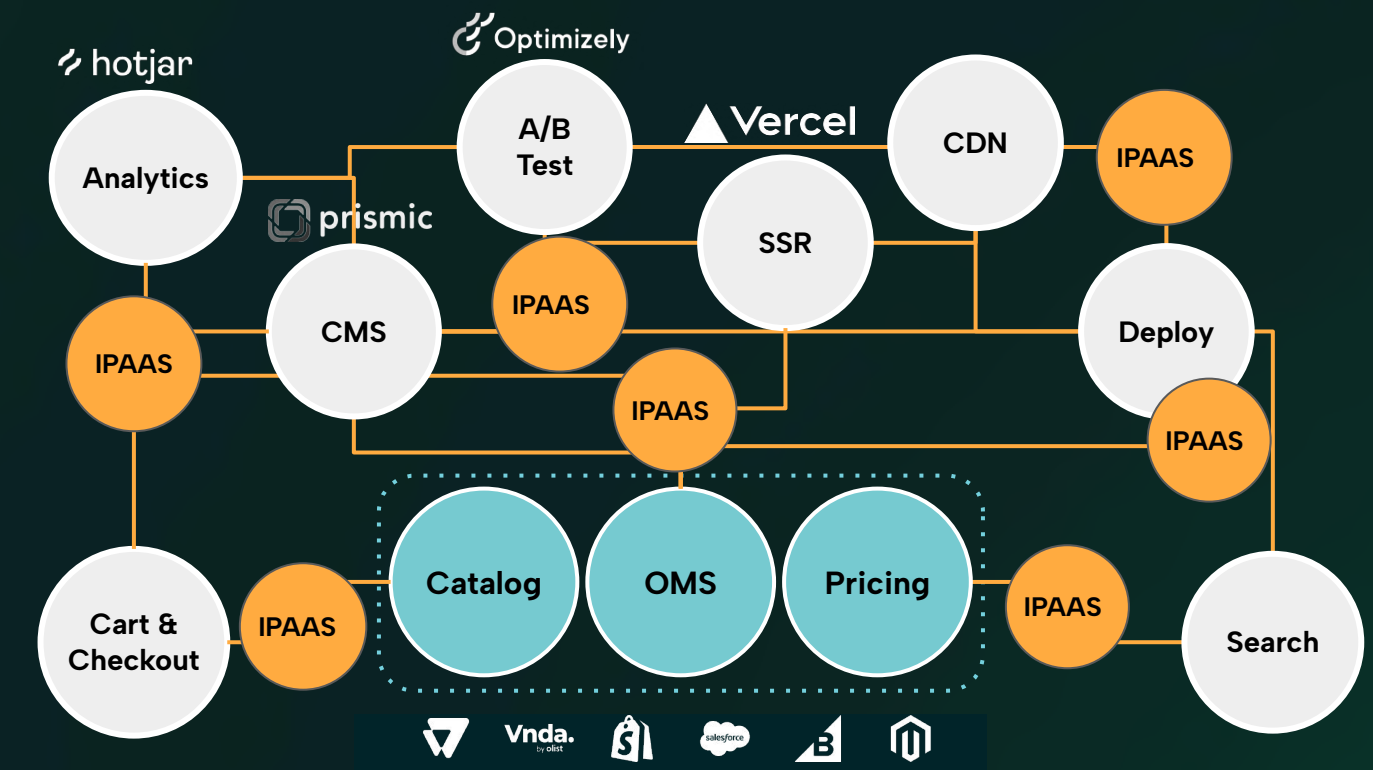 Optimizely
hotjar
A/B
Test
Vercel
CDN
IPAAS
Analytics
prismic
SSR
IPAAS
CMS
Deploy
IPAAS
IPAAS
IPAAS
Catalog
OMS
Pricing
Cart &
Checkout
IPAAS
IPAAS
Search
Vnda.
by olist
S
salesforce
B